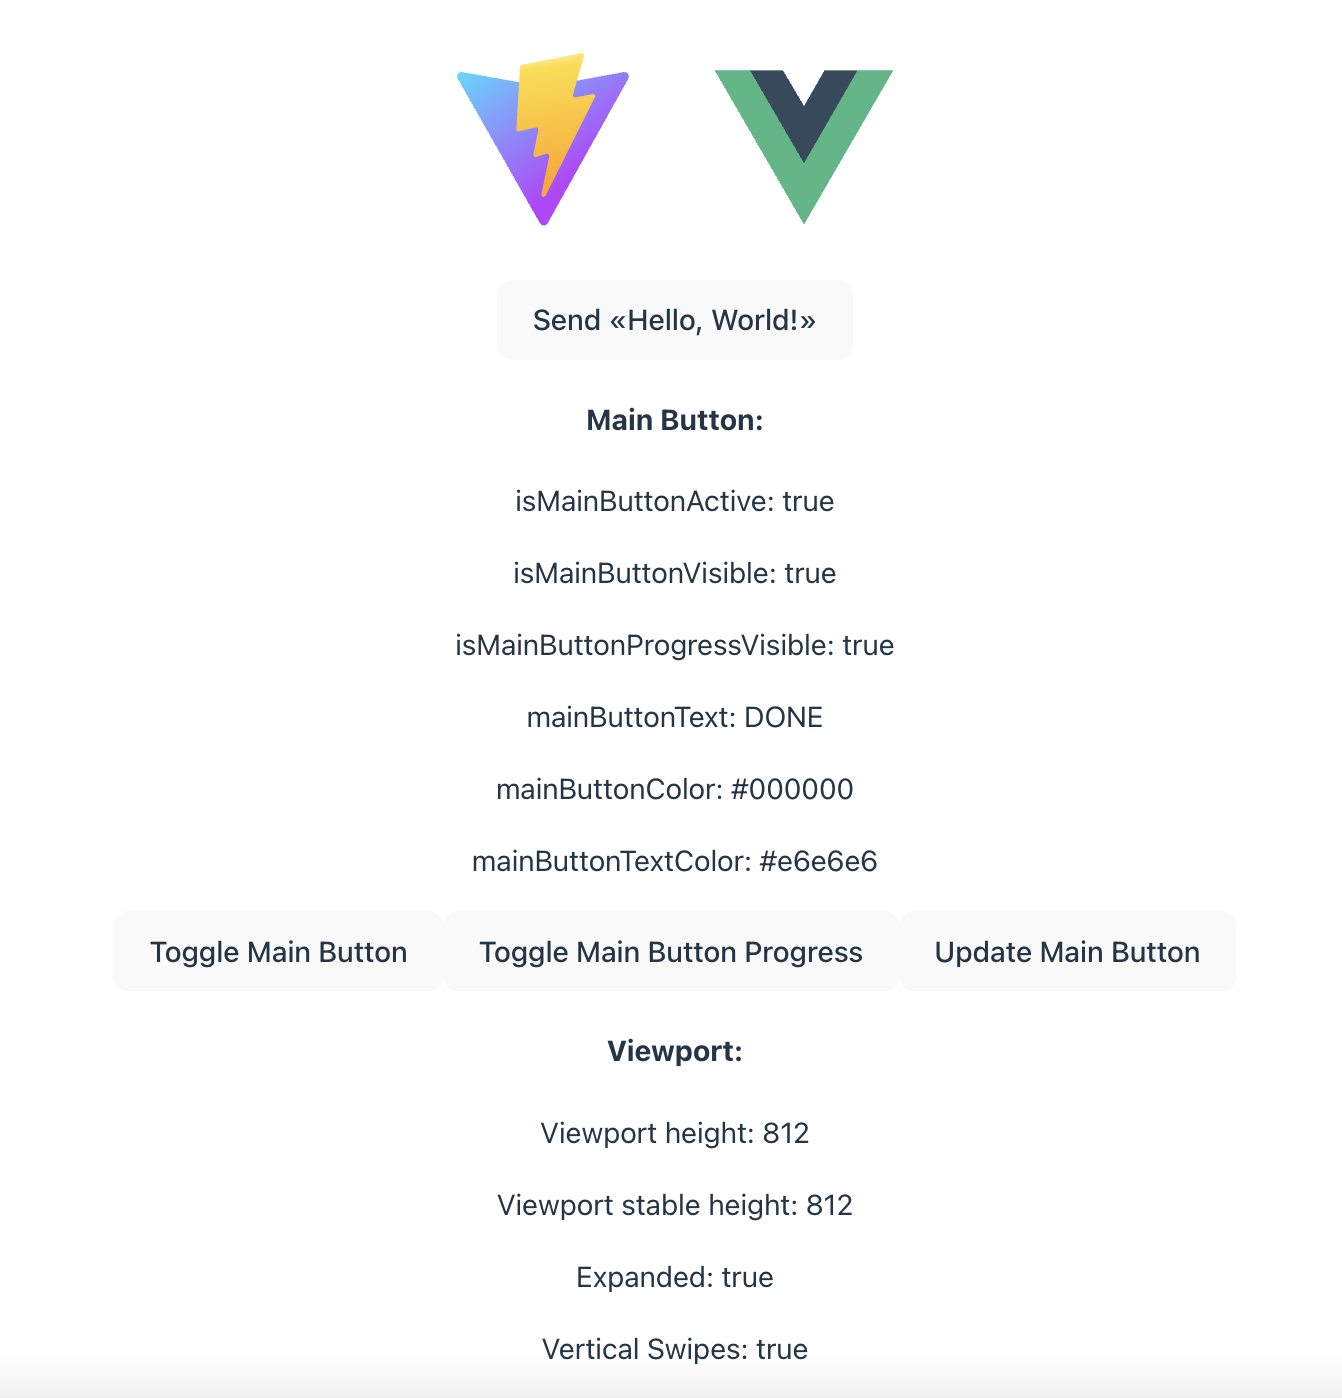 Send «Hello, World!»
Main Button:
isMainButtonActive: true
isMainButtonVisible: true
isMainButtonProgressVisible: true
mainButtonText: DONE
mainButtonColor: #000000
mainButtonTextColor: #e6e6e6
Toggle Main Button Toggle Main Button Progress Update Main Button
Viewport:
Viewport height: 812
Viewport stable height: 812
Expanded: true
Vertical Swipes: true